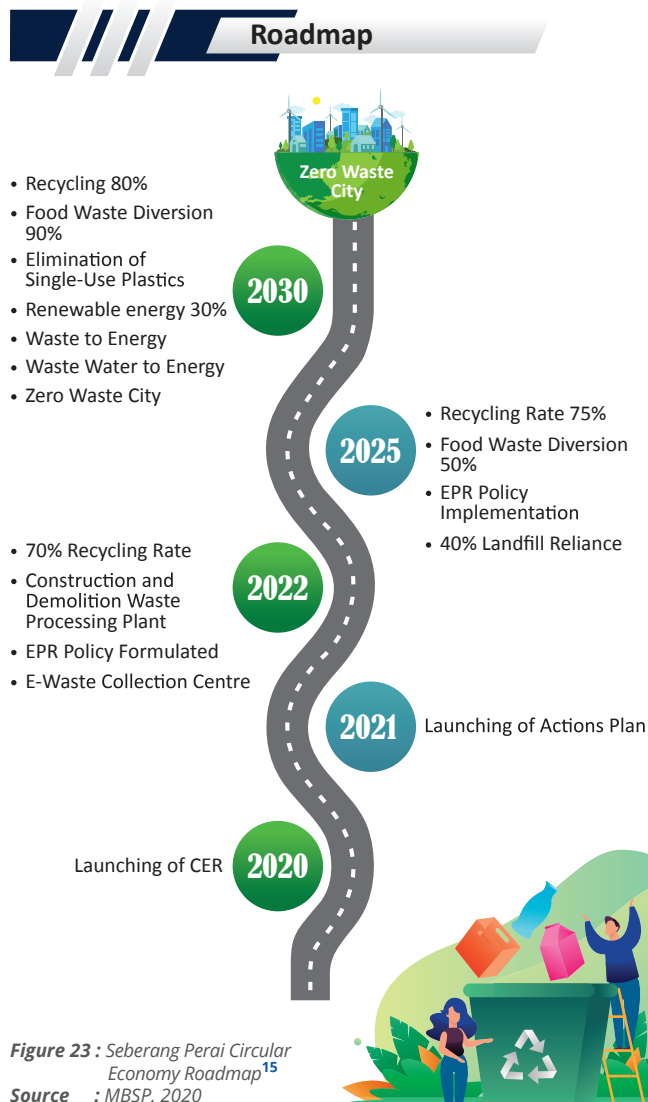 Roadmap
Zero Waste
City
• Recycling 80%
• Food Waste Diversion
90%
• Elimination of
Single-Use Plastics
• Renewable energy 30%
• Waste to Energy
• Waste Water to Energy
• Zero Waste City
2030
2025
• Recycling Rate 75%
• Food Waste Diversion
50%
• EPR Policy
Implementation
• 40% Landfill Reliance
• 70% Recycling Rate
• Construction and
Demolition Waste
Processing Plant
• EPR Policy Formulated
• E-Waste Collection Centre
2022
2021
Launching of Actions Plan
Launching of CER
2020
Figure 23 : Seberang Perai Circular
Economy Roadmap15
Source : MBSP, 2020